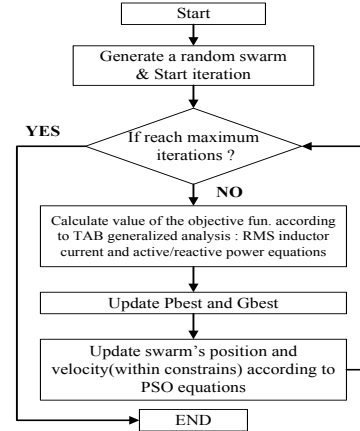 Start
Generate a random swarm
& Start iteration
YES
If reach maximum
iterations ?
NO
Calculate value of the objective fun. according
to TAB generalized analysis : RMS inductor
current and active/reactive power equations
Update Pbest and Gbest
Update swarm's position and
velocity(within constrains) according to
PSO equations
END